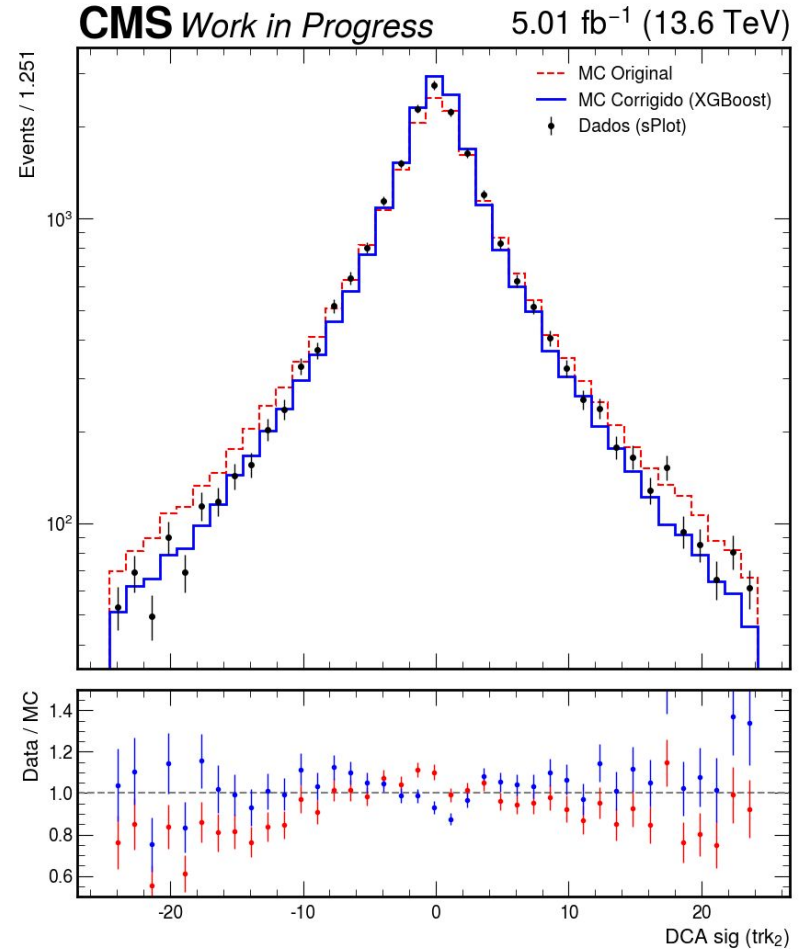 CMS Work in Progress 5.01 fb⁻¹ (13.6 TeV)
Events / 1.251
MC Original
MC Corrigido (XGBoost)
Dados (sPlot)
10³
10²
Data / MC
1.4
1.2
1.0
0.8
0.6
-20 -10 0 10 20
DCA sig (trk₂)